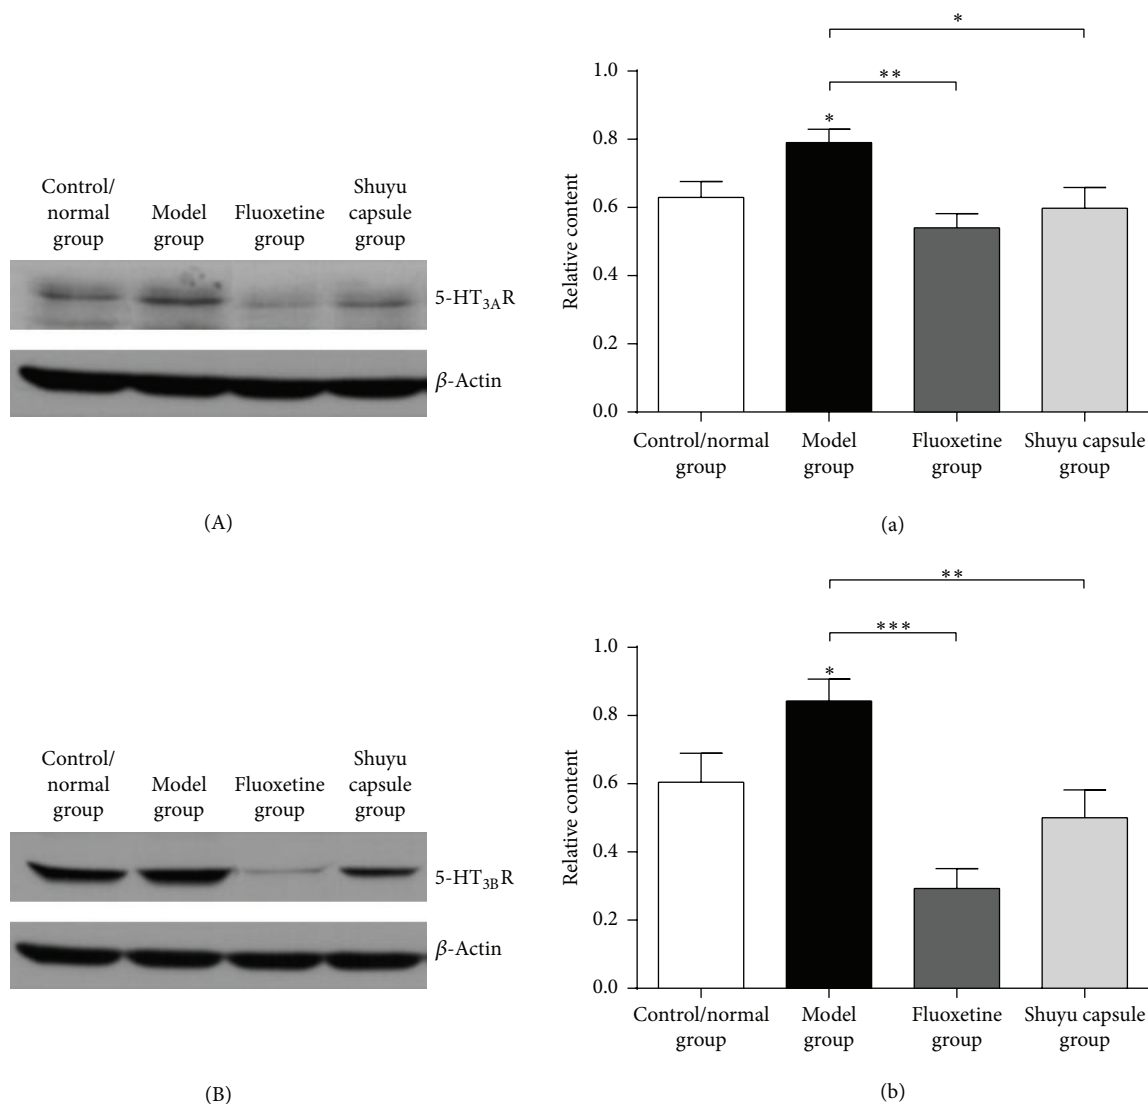 Control/
normal
group
Model
group
Fluoxetine
group
Shuyu
capsule
group
5-HT3AR
β-Actin
(A)
*
**
*
Relative content
1.0
0.8
0.6
0.4
0.2
0.0
Control/normal
group
Model
group
Fluoxetine
group
Shuyu capsule
group
(a)
Control/
normal
group
Model
group
Fluoxetine
group
Shuyu
capsule
group
5-HT3BR
β-Actin
(B)
**
***
*
Relative content
1.0
0.8
0.6
0.4
0.2
0.0
Control/normal
group
Model
group
Fluoxetine
group
Shuyu capsule
group
(b)